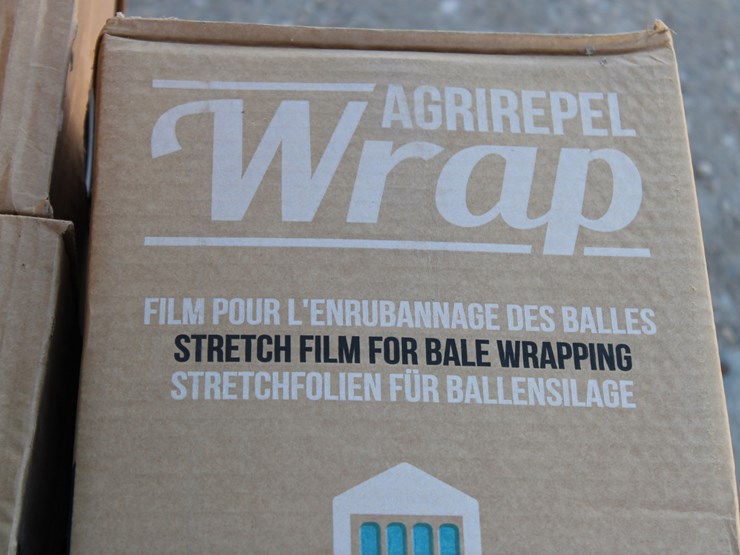 AGRIREPEL
Wrap
FILM POUR L'ENRUBANNAGE DES BALLES
STRETCH FILM FOR BALE WRAPPING
STRETCHFOLIEN FÜR BALLENSILAGE